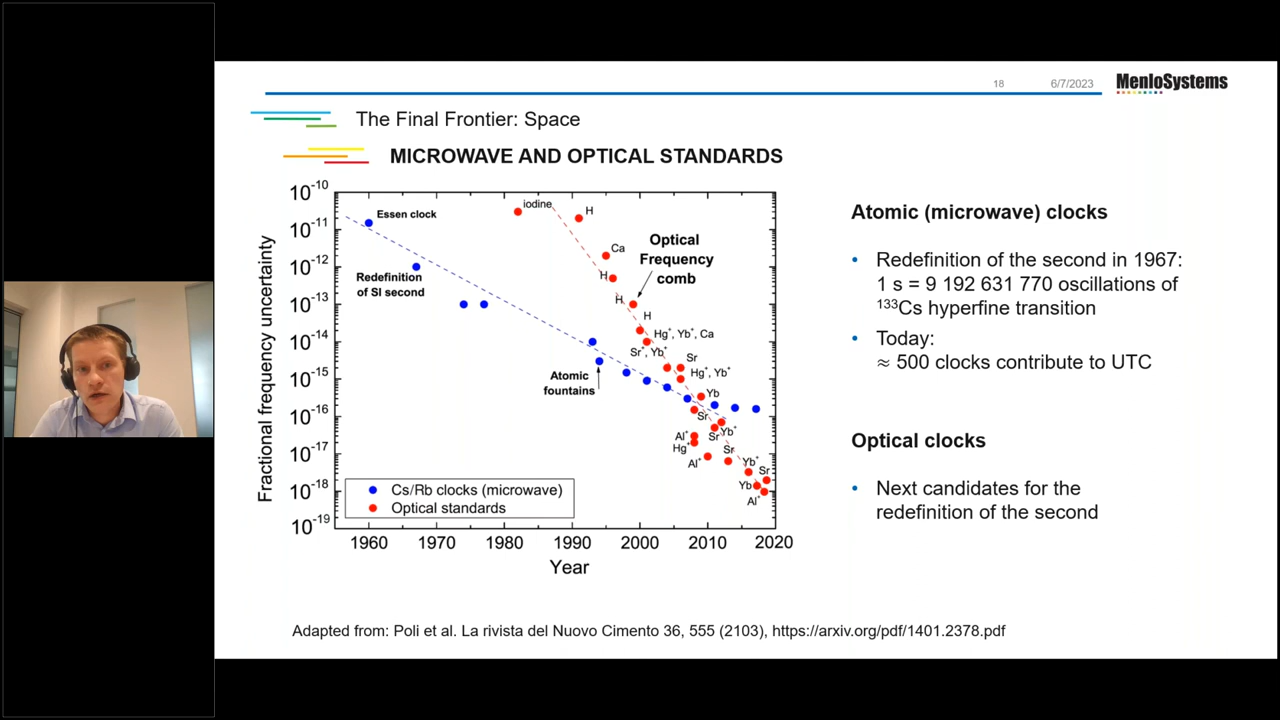 18
6/7/2023
MenloSystems
The Final Frontier: Space
MICROWAVE AND OPTICAL STANDARDS
Fractional frequency uncertainty
10⁻¹⁰
10⁻¹¹
10⁻¹²
10⁻¹³
10⁻¹⁴
10⁻¹⁵
10⁻¹⁶
10⁻¹⁷
10⁻¹⁸
10⁻¹⁹
Essen clock
Redefinition
of SI second
Atomic
fountains
iodine
H
Ca
H
H
H
Optical
Frequency
comb
Hg⁺, Yb⁺, Ca
Sr⁺, Yb⁺
Sr
Hg⁺, Yb⁺
Yb
Sr
Yb⁺
Sr
Al⁺
Hg⁺
Al⁺
Sr
Yb⁺
Sr
Yb
Al⁺
Cs/Rb clocks (microwave)
Optical standards
1960
1970
1980
1990
2000
2010
2020
Year
Atomic (microwave) clocks
• Redefinition of the second in 1967:
1 s = 9 192 631 770 oscillations of
¹³³Cs hyperfine transition
• Today:
≈ 500 clocks contribute to UTC
Optical clocks
• Next candidates for the
redefinition of the second
Adapted from: Poli et al. La rivista del Nuovo Cimento 36, 555 (2103), https://arxiv.org/pdf/1401.2378.pdf